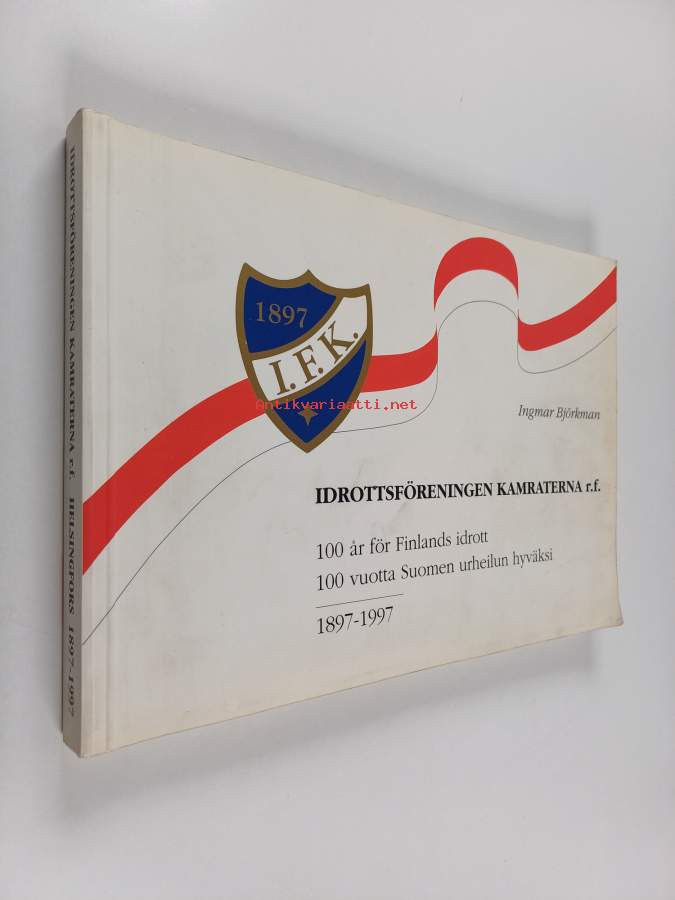 IDROTTSFÖRENINGEN KAMRATERNA r.f. HELSINGFORS 1897-1997
1897
I.F.K.
Antikvariaatti.net
Ingmar Björkman
IDROTTSFÖRENINGEN KAMRATERNA r.f.
100 år för Finlands idrott
100 vuotta Suomen urheilun hyväksi
1897-1997